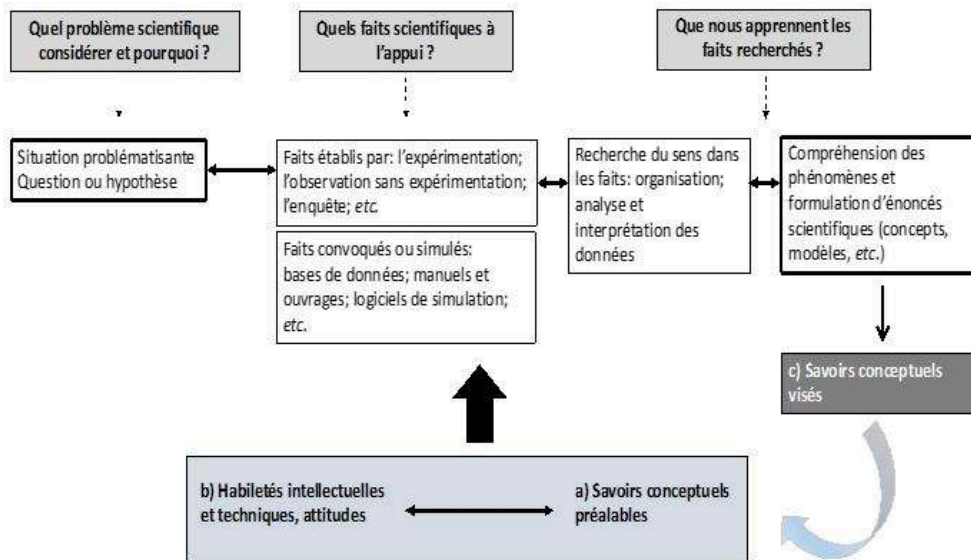 Quel problème scientifique
considérer et pourquoi ?
Quels faits scientifiques à
l’appui ?
Que nous apprennent les
faits recherchés ?
Situation problématisante
Question ou hypothèse
Faits établis par: l’expérimentation;
l’observation sans expérimentation;
l’enquête; etc.
Faits convoqués ou simulés:
bases de données; manuels et
ouvrages; logiciels de simulation;
etc.
Recherche du sens dans
les faits: organisation;
analyse et
interprétation des
données
Compréhension des
phénomènes et
formulation d’énoncés
scientifiques (concepts,
modèles, etc.)
c) Savoirs conceptuels
visés
b) Habiletés intellectuelles
et techniques, attitudes
a) Savoirs conceptuels
préalables